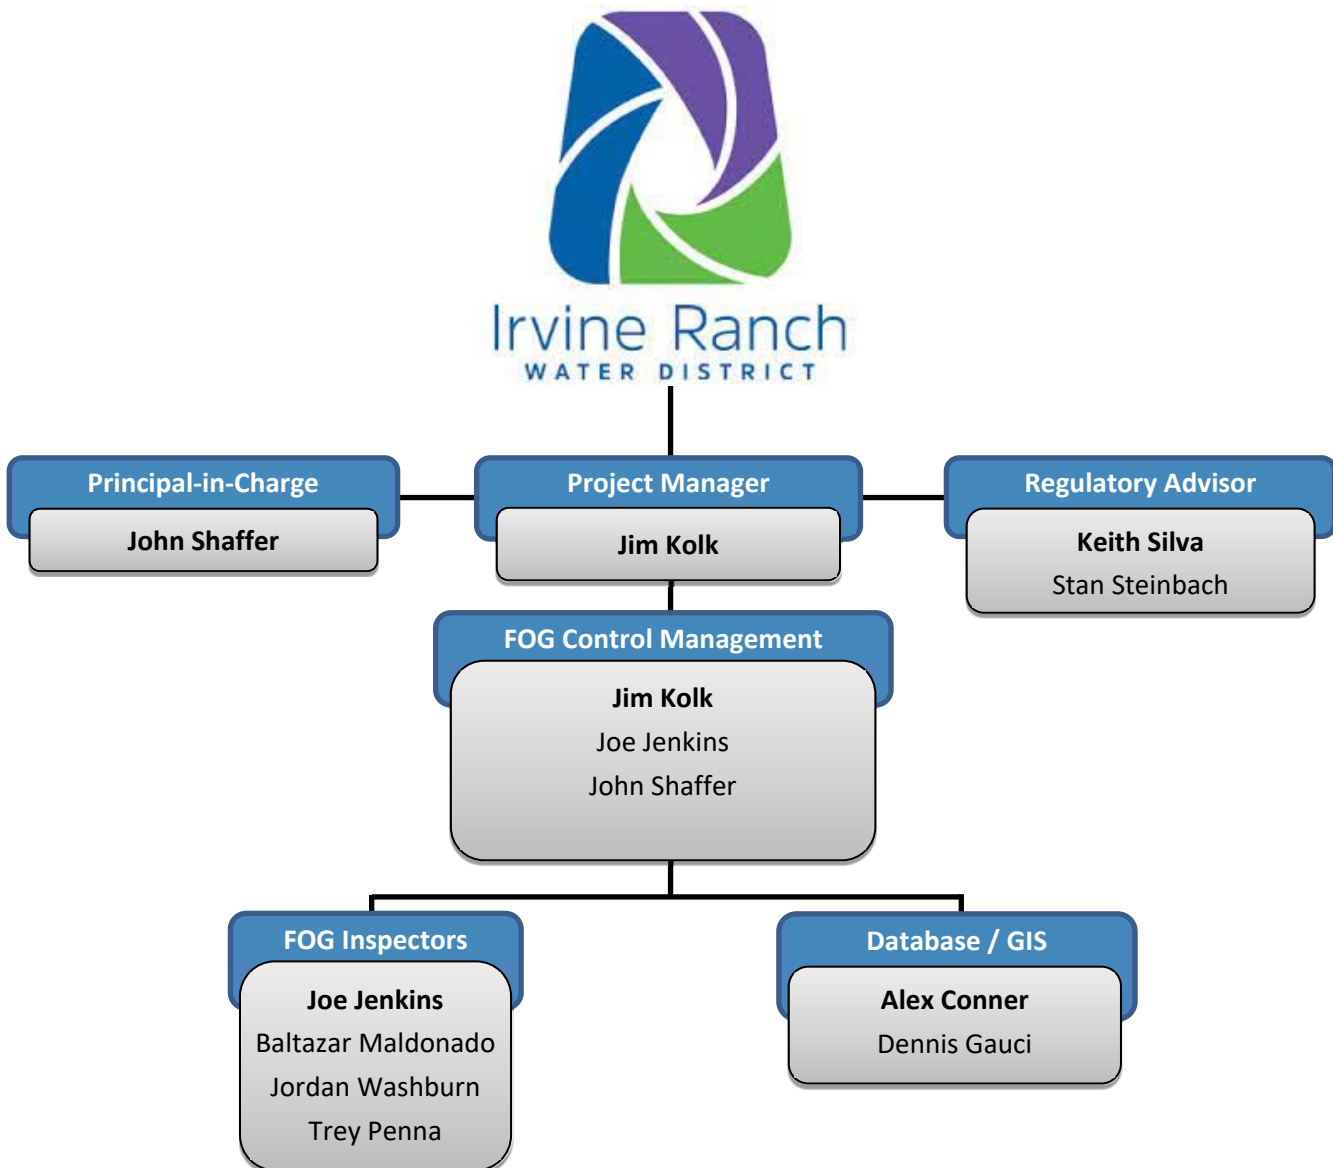 Irvine Ranch
WATER DISTRICT
Principal-in-Charge
John Shaffer
Project Manager
Jim Kolk
Regulatory Advisor
Keith Silva
Stan Steinbach
FOG Control Management
Jim Kolk
Joe Jenkins
John Shaffer
FOG Inspectors
Joe Jenkins
Baltazar Maldonado
Jordan Washburn
Trey Penna
Database / GIS
Alex Conner
Dennis Gauci